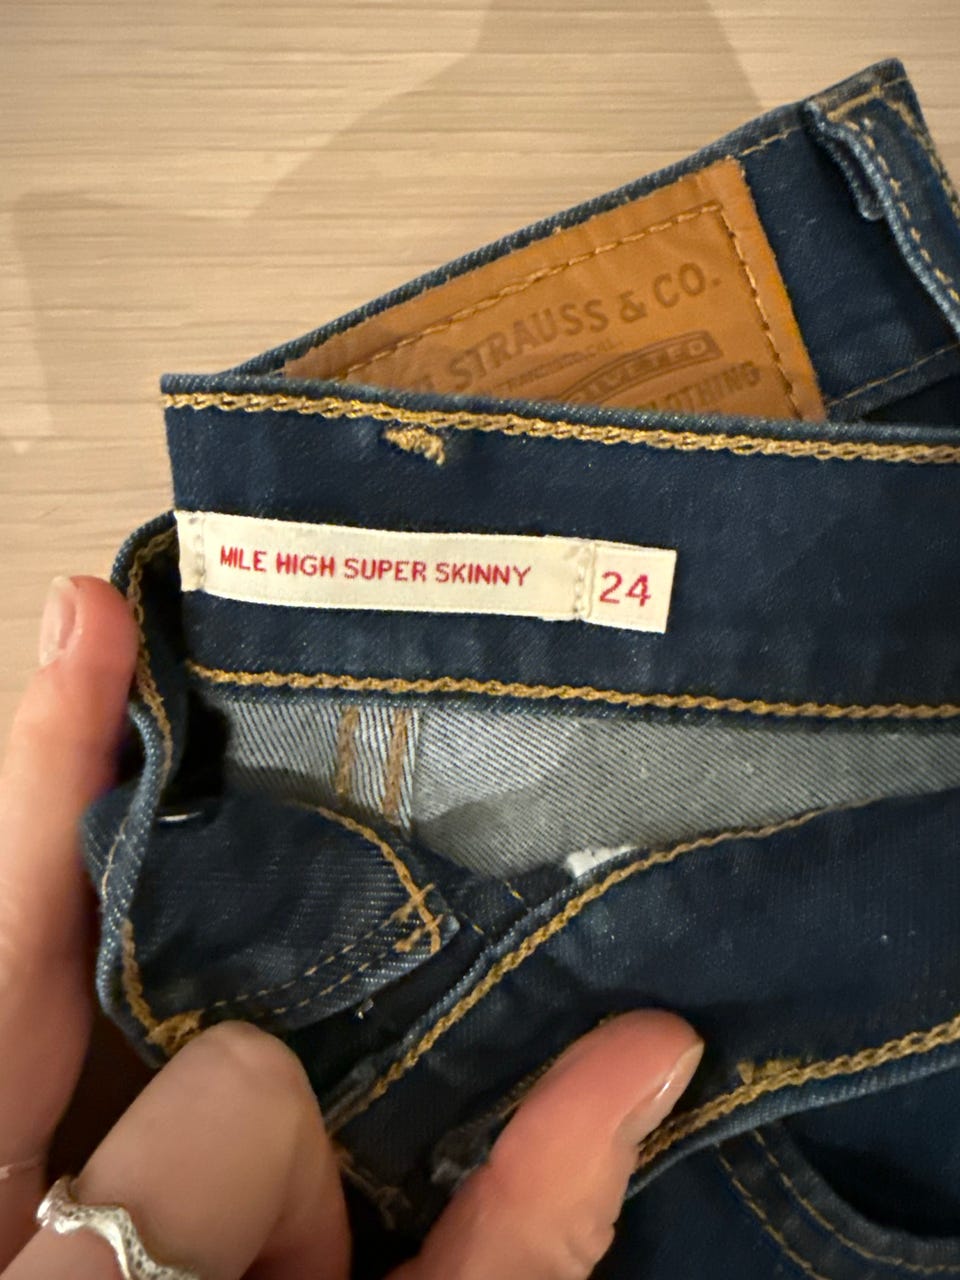 STRAUSS & CO.
CLOTHING
MILE HIGH SUPER SKINNY
24